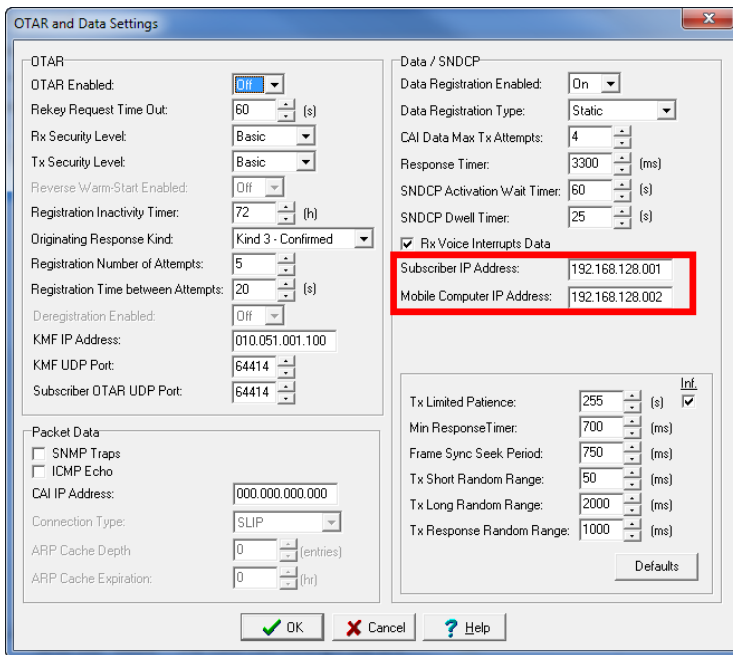 OTAR and Data Settings
OTAR
OTAR Enabled: Off
Rekey Request Time Out: 60 (s)
Rx Security Level: Basic
Tx Security Level: Basic
Reverse Warm-Start Enabled: Off
Registration Inactivity Timer: 72 (h)
Originating Response Kind: Kind 3 - Confirmed
Registration Number of Attempts: 5
Registration Time between Attempts: 20 (s)
Deregistration Enabled: Off
KMF IP Address: 010.051.001.100
KMF UDP Port: 64414
Subscriber OTAR UDP Port: 64414
Packet Data
SNMP Traps
ICMP Echo
CAI IP Address: 000.000.000.000
Connection Type: SLIP
ARP Cache Depth 0 (entries)
ARP Cache Expiration: 0 (hr)
Data / SNDCP
Data Registration Enabled: On
Data Registration Type: Static
CAI Data Max Tx Attempts: 4
Response Timer: 3300 (ms)
SNDCP Activation Wait Timer: 60 (s)
SNDCP Dwell Timer: 25 (s)
Rx Voice Interrupts Data
Subscriber IP Address: 192.168.128.001
Mobile Computer IP Address: 192.168.128.002
Inf.
Tx Limited Patience: 255 (s)
Min ResponseTimer: 700 (ms)
Frame Sync Seek Period: 750 (ms)
Tx Short Random Range: 50 (ms)
Tx Long Random Range: 2000 (ms)
Tx Response Random Range: 1000 (ms)
Defaults
OK Cancel ? Help